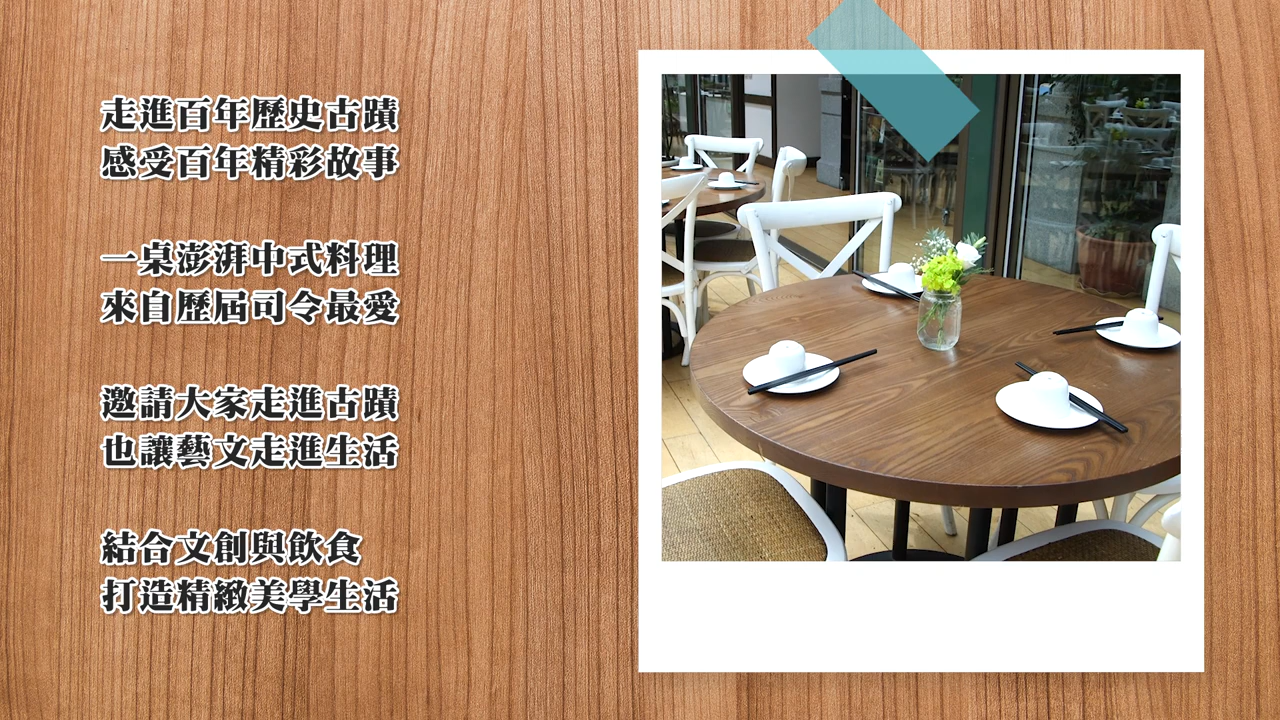 走進百年歷史古蹟
感受百年精彩故事
一桌澎湃中式料理
來自歷屆司令最愛
邀請大家走進古蹟
也讓藝文走進生活
結合文創與飲食
打造精緻美學生活